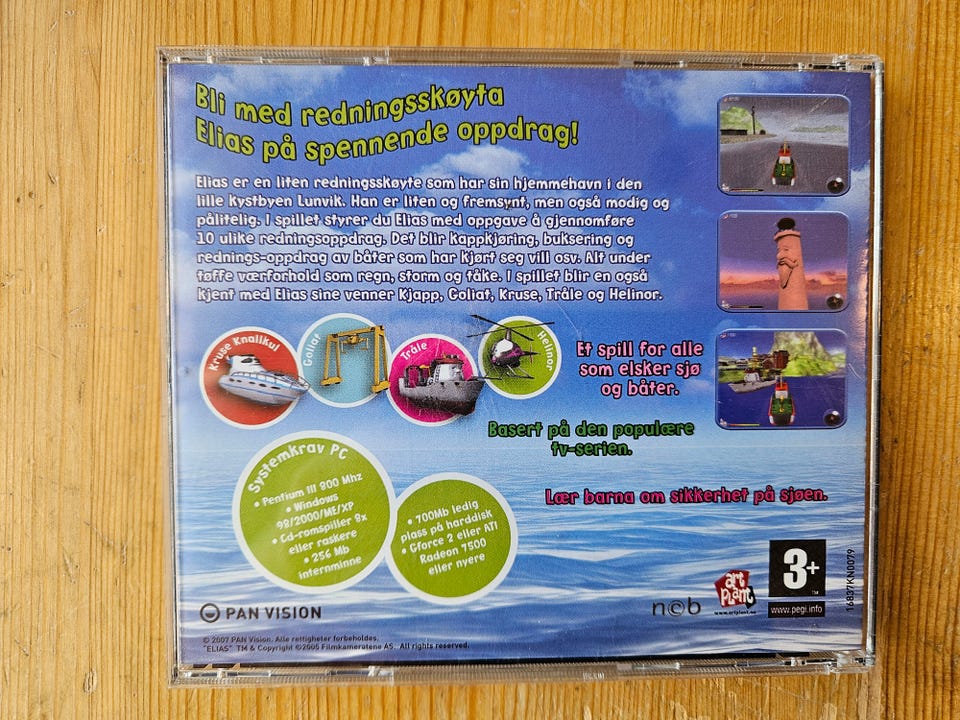 Bli med redningsskøyta
Elias på spennende oppdrag!
Elias er en liten redningsskøyte som har sin hjemmehavn i den
lille kystbyen Lunvik. Han er liten og fremsynt, men også modig og
pålitelig. I spillet styrer du Elias med oppgave å gjennomføre
10 ulike redningsoppdrag. Det blir kappkjøring, buksering og
rednings-oppdrag av båter som har kjørt seg vill osv. Alt under
tøffe værforhold som regn, storm og tåke. I spillet blir en også
kjent med Elias sine venner Kjapp, Goliat, Kruse, Tråle og Helinor.
Kruse Knallkul
Goliat
Tråle
Helinor
Et spill for alle
som elsker sjø
og båter.
Basert på den populære
tv-serien.
Lær barna om sikkerhet på sjøen.
Systemkrav PC
• Pentium III 800 Mhz
• Windows
98/2000/ME/XP
• Cd-romspiller 8x
eller raskere
• 256 Mb
internminne
• 700Mb ledig
plass på harddisk
• Gforce 2 eller ATI
Radeon 7500
eller nyere
PAN VISION
© 2007 PAN Vision. Alle rettigheter forbeholdes.
"ELIAS" TM & Copyright ©2005 Filmkameratene AS. All rights reserved.
ncb
art
plant
www.artplant.no
3+
TM
www.pegi.info
16837KN0079